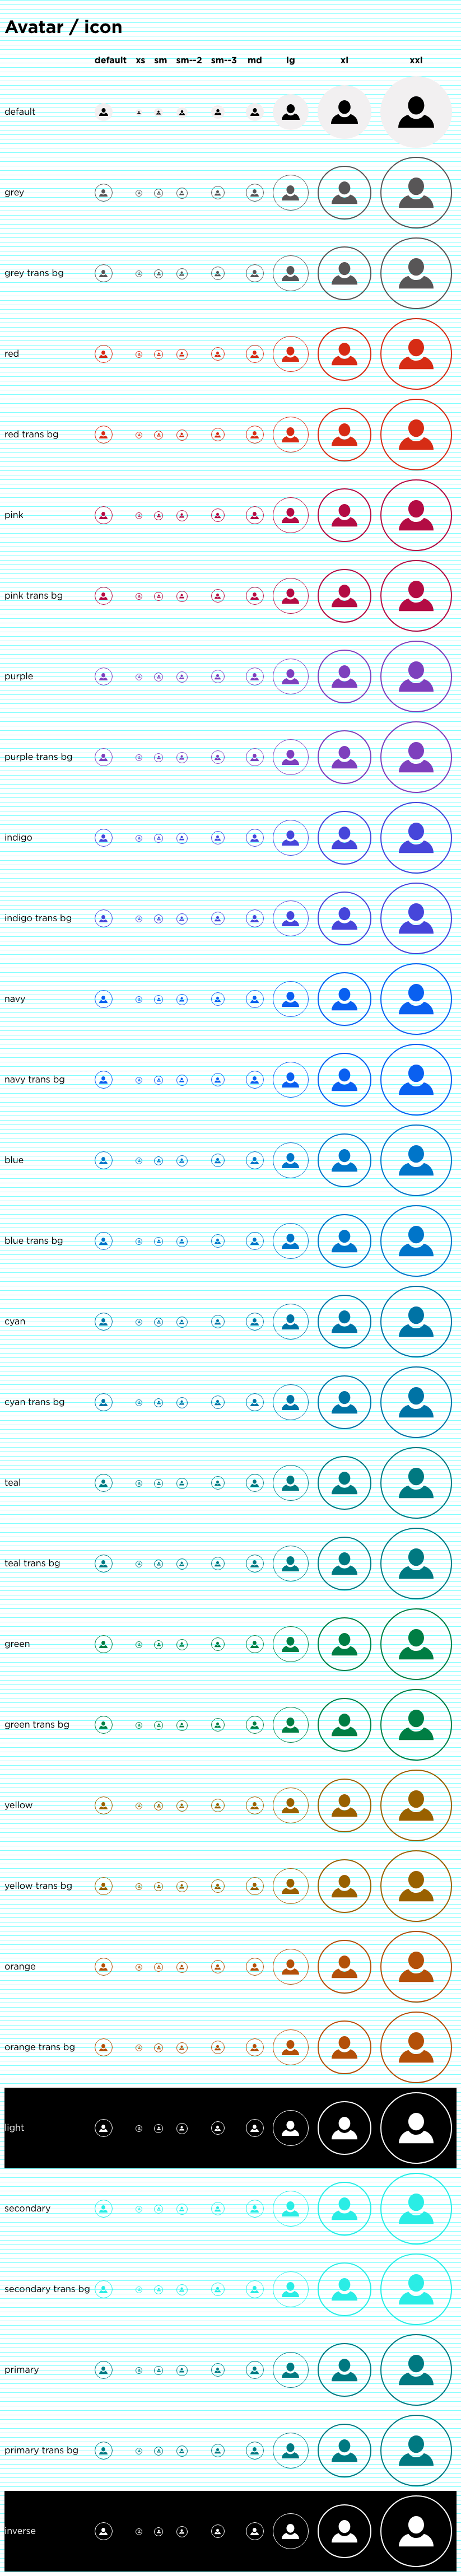 Avatar / icon
default xs sm sm--2 sm--3 md lg xl xxl
default
grey
grey trans bg
red
red trans bg
pink
pink trans bg
purple
purple trans bg
indigo
indigo trans bg
navy
navy trans bg
blue
blue trans bg
cyan
cyan trans bg
teal
teal trans bg
green
green trans bg
yellow
yellow trans bg
orange
orange trans bg
light
secondary
secondary trans bg
primary
primary trans bg
inverse